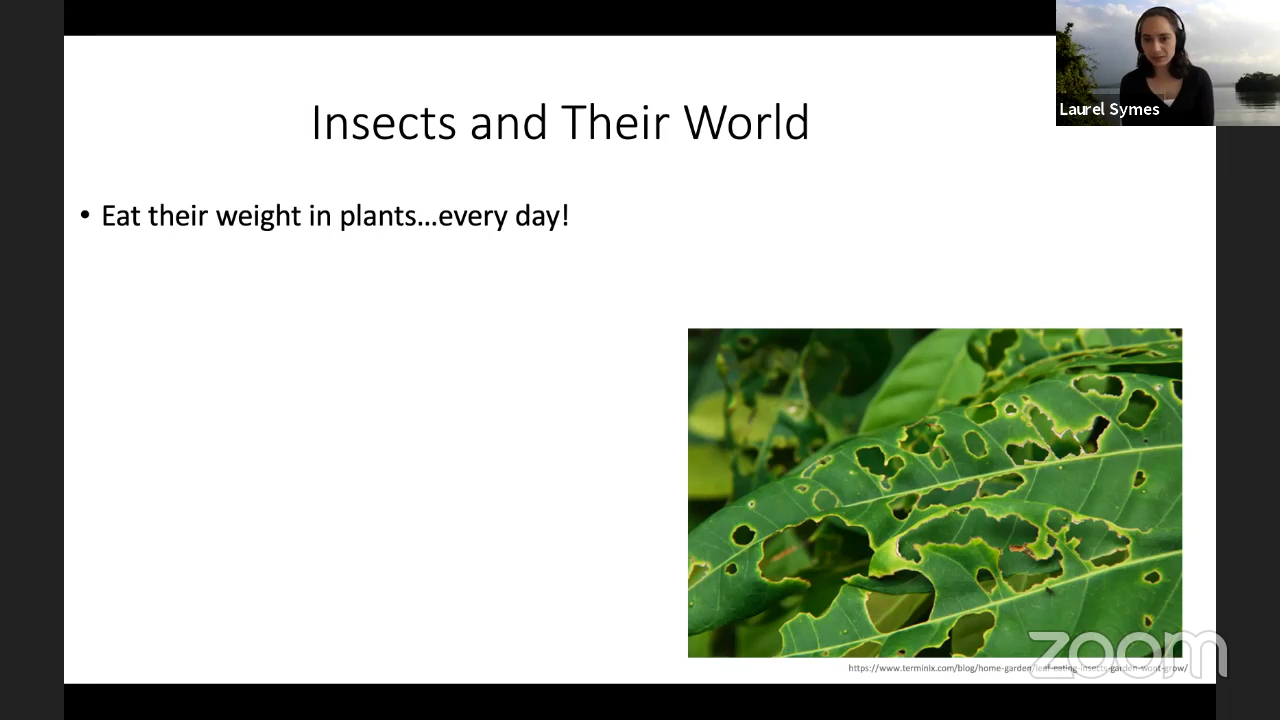 Laurel Symes
Insects and Their World
• Eat their weight in plants...every day!
https://www.terminix.com/blog/home-garden/leaf-eating-insects-garden-wont-grow/
zoom